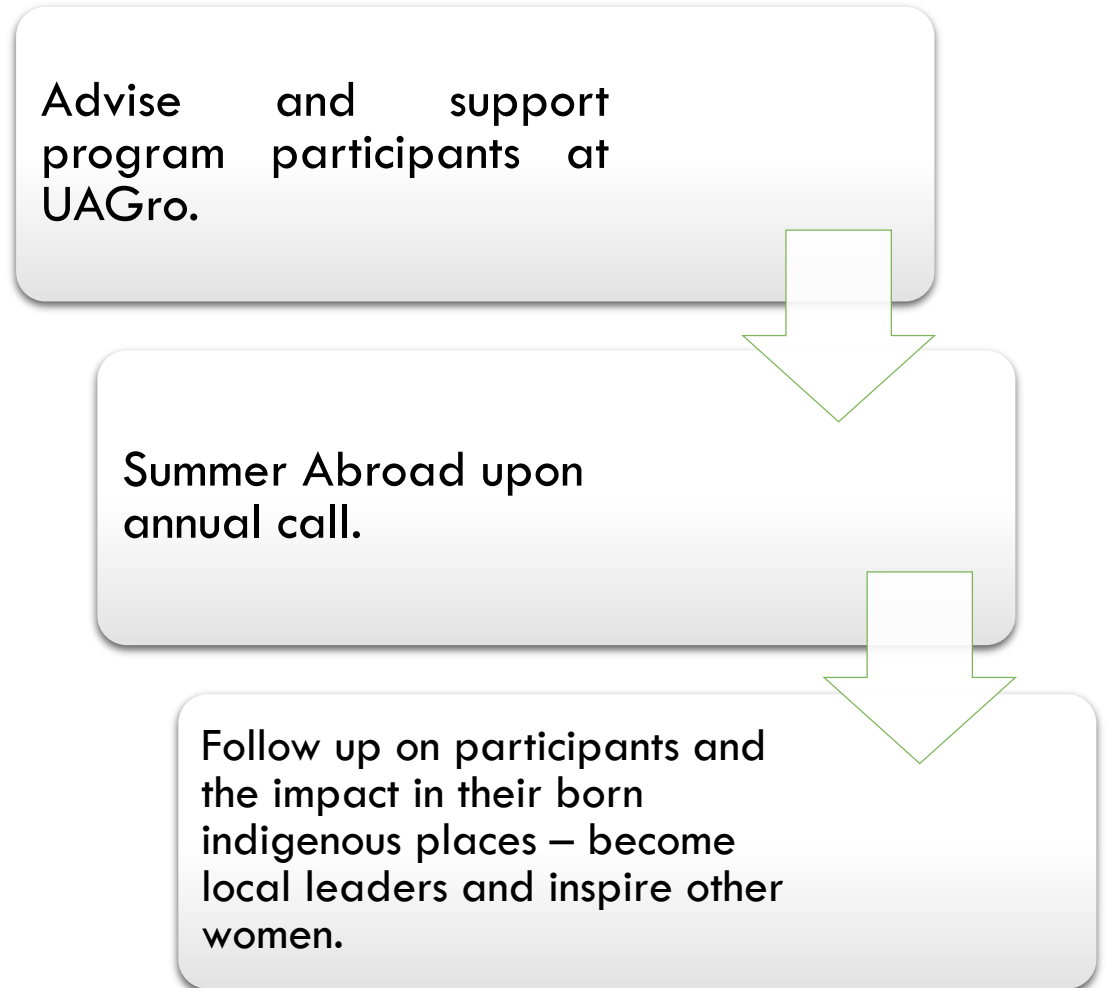 Advise and support
program participants at
UAGro.
Summer Abroad upon
annual call.
Follow up on participants and
the impact in their born
indigenous places – become
local leaders and inspire other
women.